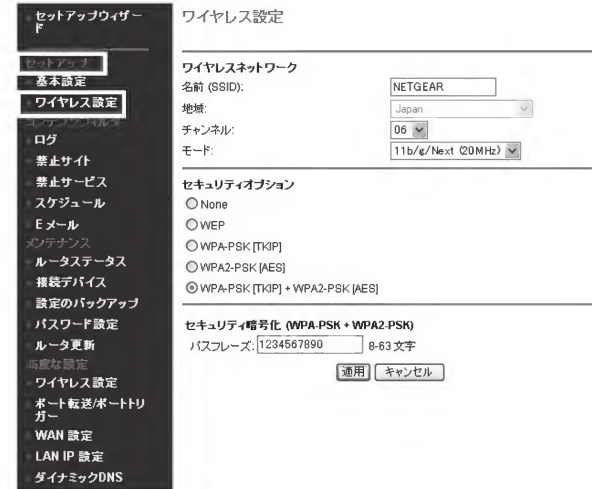 セットアップウィザー
ド
セットアップ
基本設定
ワイヤレス設定
コンテンツフィルタ
ログ
禁止サイト
禁止サービス
スケジュール
E メール
メンテナンス
ルータステータス
接続デバイス
設定のバックアップ
パスワード設定
ルータ更新
高度な設定
ワイヤレス設定
ポート転送/ポートトリ
ガー
WAN 設定
LAN IP 設定
ダイナミックDNS
ワイヤレス設定
ワイヤレスネットワーク
名前 (SSID): NETGEAR
地域: Japan
チャンネル: 06
モード: 11b/g/Next (20MHz)
セキュリティオプション
None
WEP
WPA-PSK [TKIP]
WPA2-PSK [AES]
WPA-PSK [TKIP] + WPA2-PSK [AES]
セキュリティ暗号化 (WPA-PSK + WPA2-PSK)
パスフレーズ: 1234567890 8-63 文字
適用 キャンセル